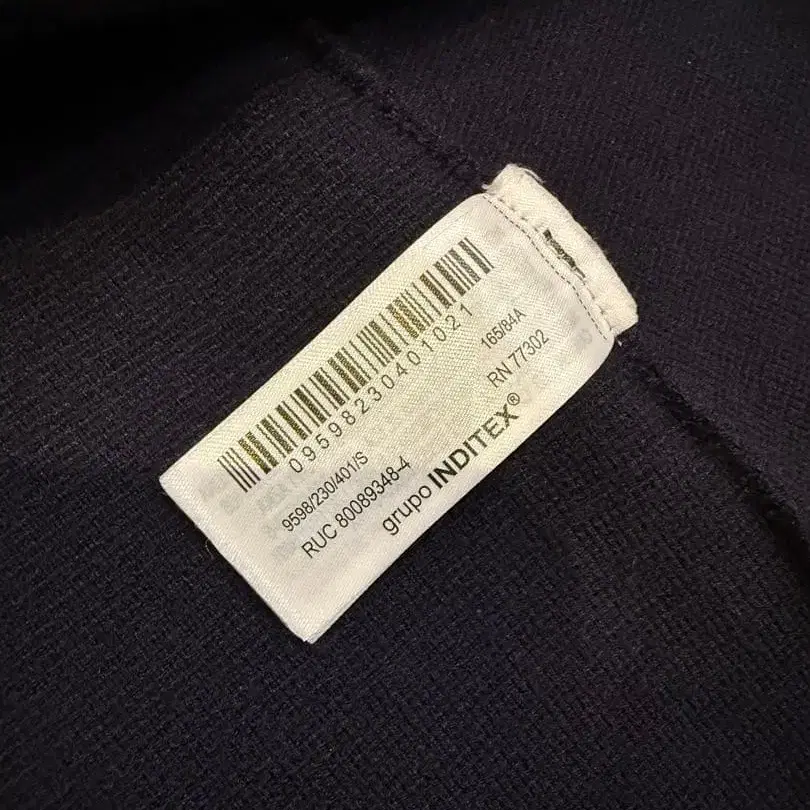 09598230401021
165/84A
9598/230/401/S
RN 77302
RUC 80089348-4
grupo INDITEX®